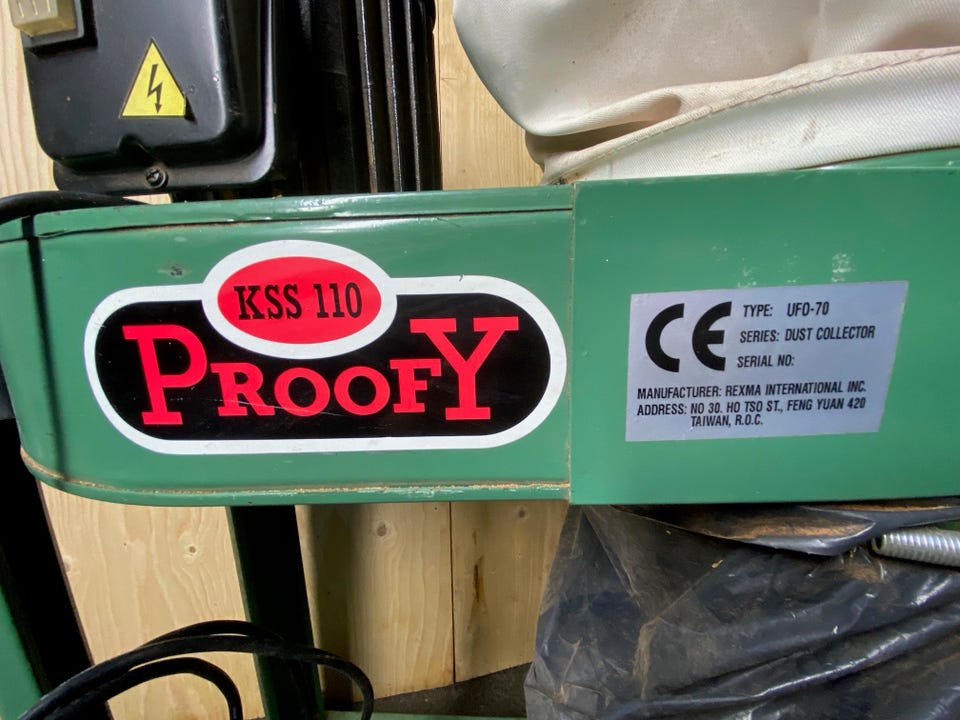 KSS 110
PROOFY
CE TYPE: UFO-70
SERIES: DUST COLLECTOR
SERIAL NO:
MANUFACTURER: REXMA INTERNATIONAL INC.
ADDRESS: NO 30. HO TSO ST., FENG YUAN 420
TAIWAN, R.O.C.